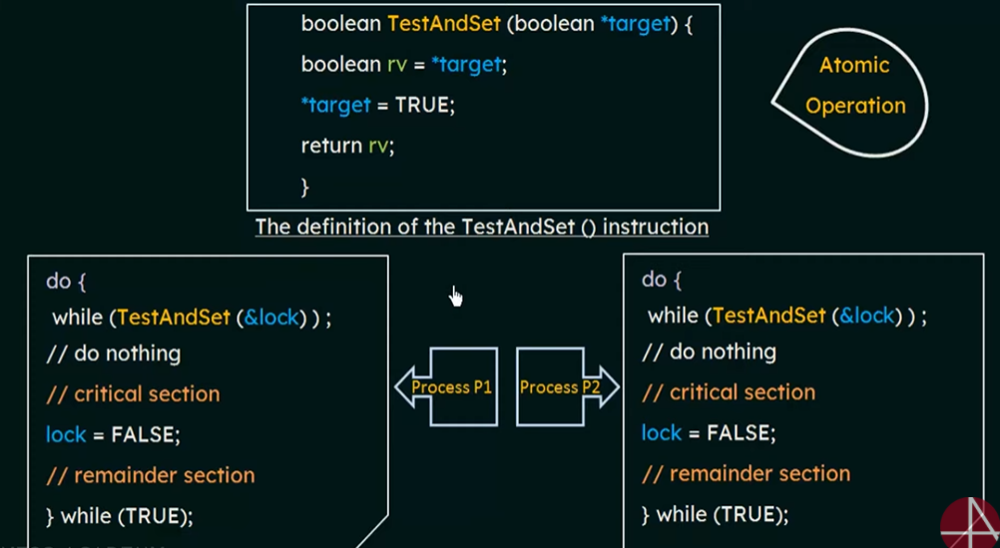 boolean TestAndSet (boolean *target) {
boolean rv = *target;
*target = TRUE;
return rv;
}
Atomic
Operation
The definition of the TestAndSet () instruction
do {
while (TestAndSet (&lock) ) ;
// do nothing
// critical section
lock = FALSE;
// remainder section
} while (TRUE);
Process P1
Process P2
do {
while (TestAndSet (&lock) ) ;
// do nothing
// critical section
lock = FALSE;
// remainder section
} while (TRUE);